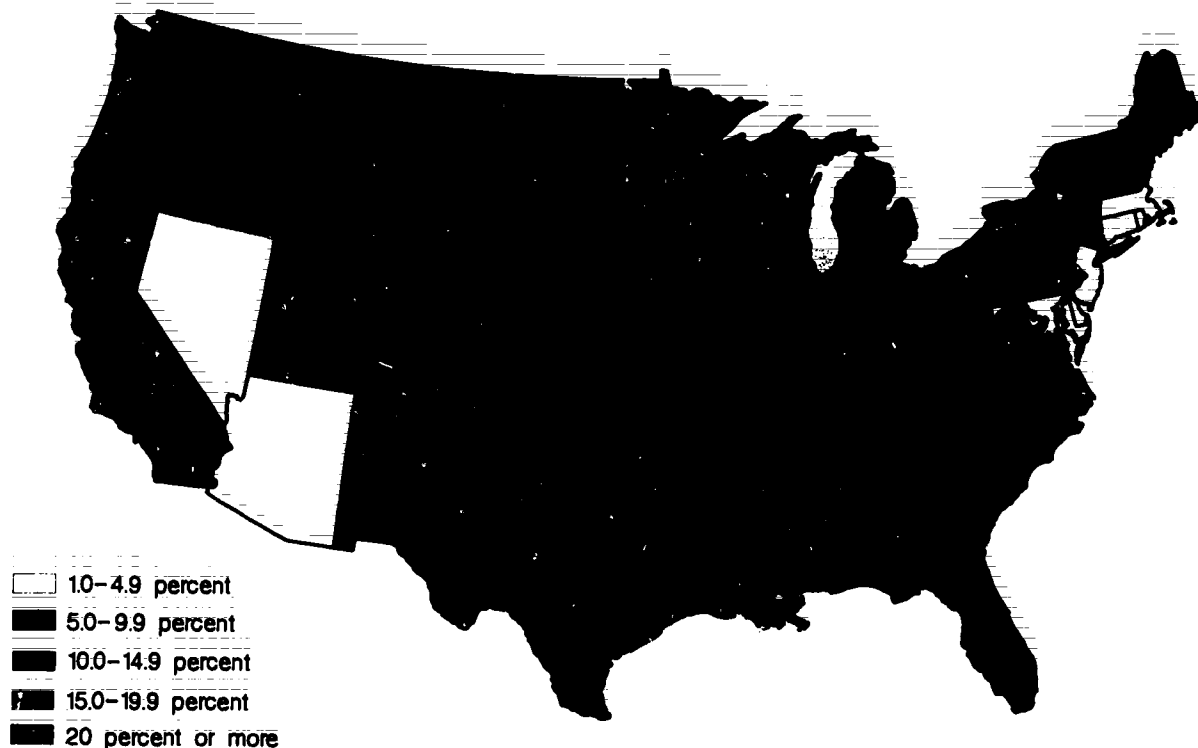 1.0-4.9 percent
5.0-9.9 percent
10.0-14.9 percent
15.0-19.9 percent
20 percent or more